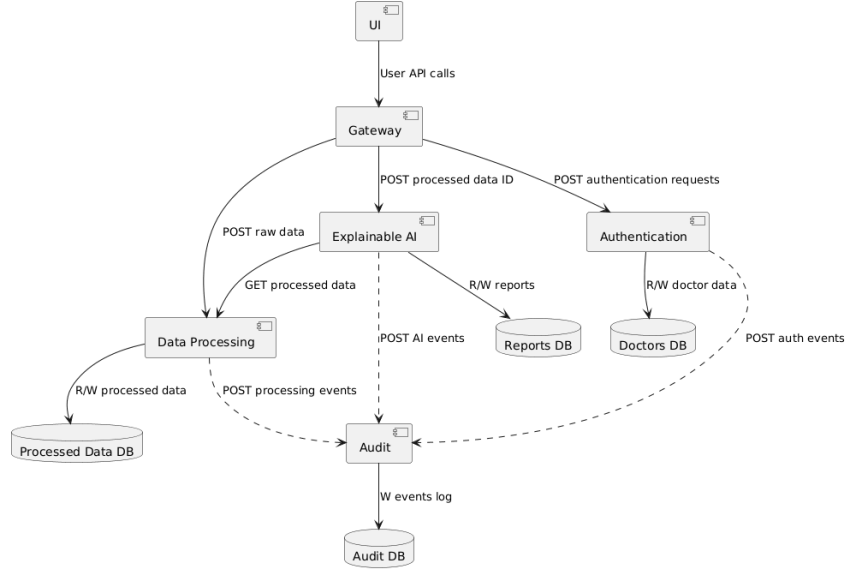 UI
User API calls
Gateway
POST processed data ID
POST authentication requests
POST raw data
Explainable AI
Authentication
GET processed data
R/W reports
R/W doctor data
Data Processing
POST AI events
Reports DB
Doctors DB
POST auth events
R/W processed data
POST processing events
Processed Data DB
Audit
W events log
Audit DB